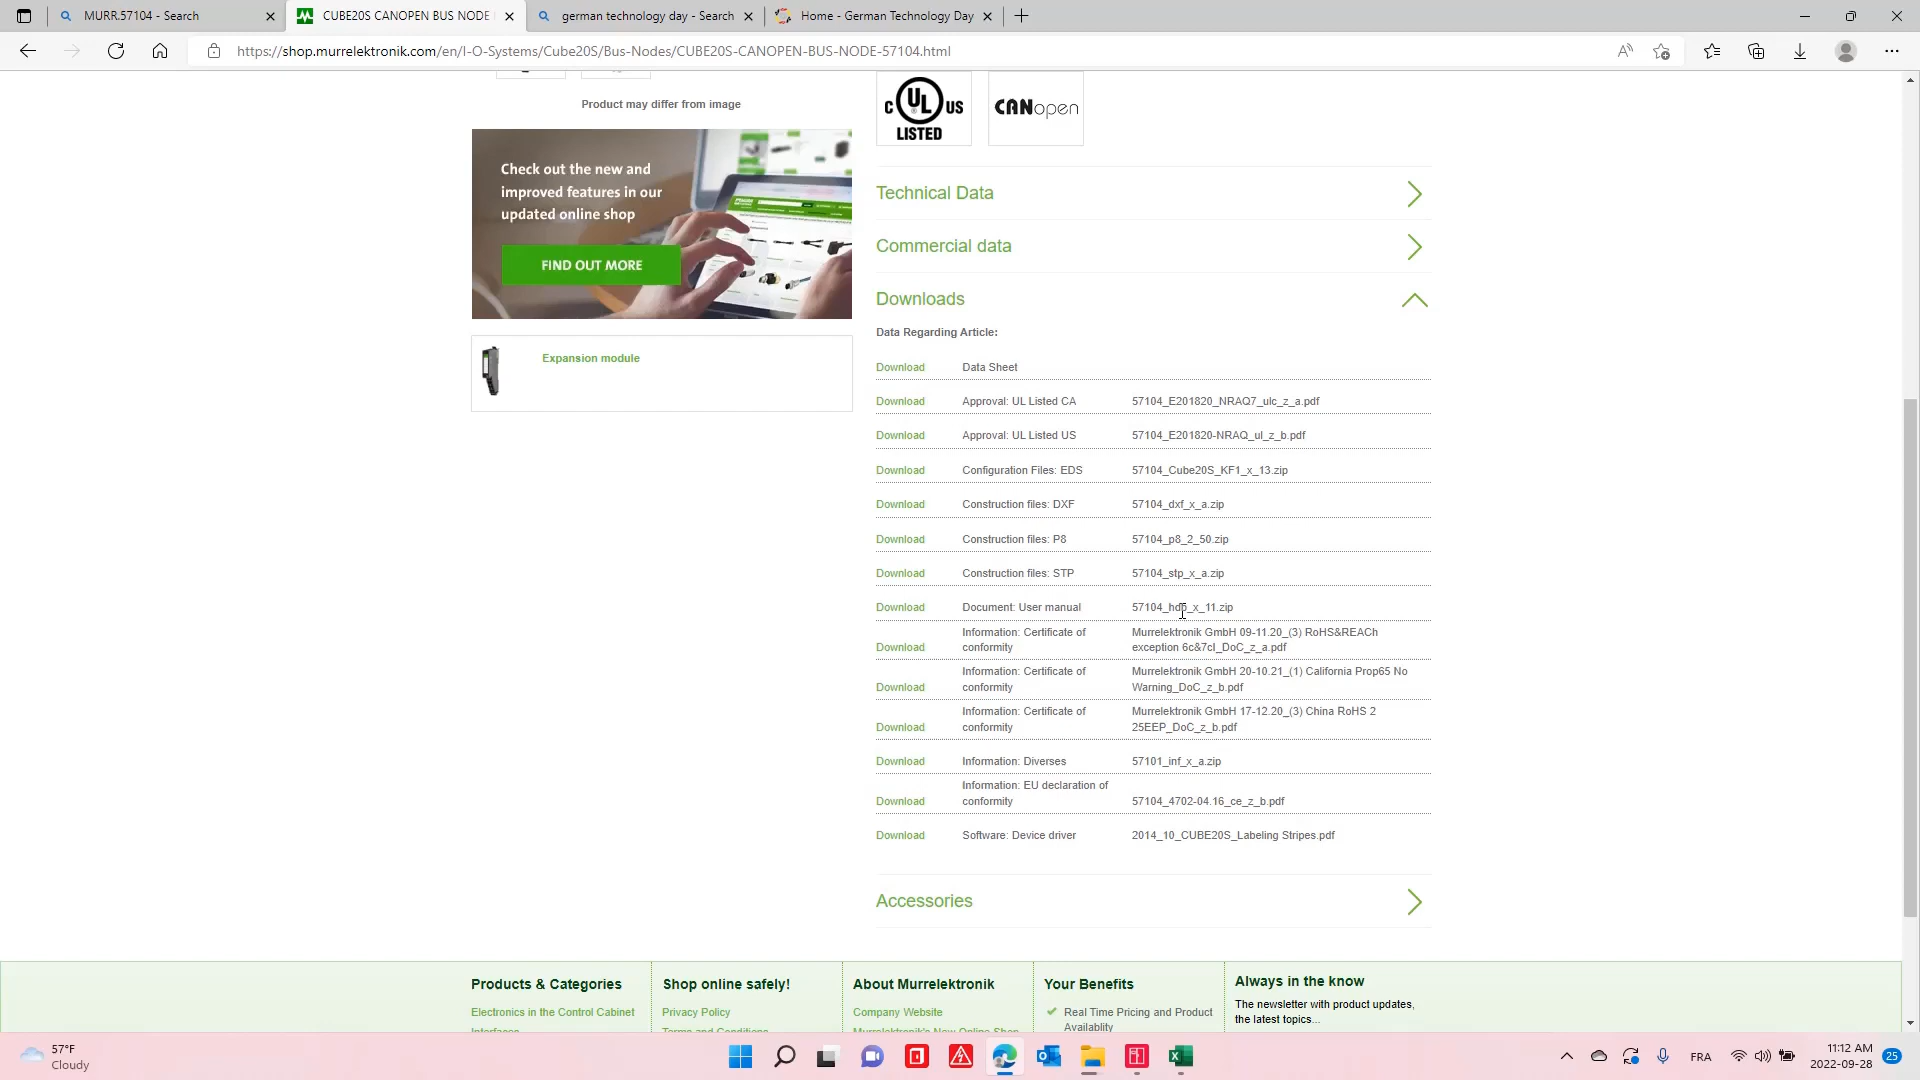 MURR.57104 - Search
CUBE20S CANOPEN BUS NODE
german technology day - Search
Home - German Technology Day
https://shop.murrelektronik.com/en/I-O-Systems/Cube20S/Bus-Nodes/CUBE20S-CANOPEN-BUS-NODE-57104.html
Product may differ from image
Check out the new and
improved features in our
updated online shop
FIND OUT MORE
Expansion module
C UL US
LISTED
CANopen
Technical Data
Commercial data
Downloads
Data Regarding Article:
Download Data Sheet
Download Approval: UL Listed CA 57104_E201820_NRAQ7_ulc_z_a.pdf
Download Approval: UL Listed US 57104_E201820-NRAQ_ul_z_b.pdf
Download Configuration Files: EDS 57104_Cube20S_KF1_x_13.zip
Download Construction files: DXF 57104_dxf_x_a.zip
Download Construction files: P8 57104_p8_2_50.zip
Download Construction files: STP 57104_stp_x_a.zip
Download Document: User manual 57104_hdb_x_11.zip
Information: Certificate of Murrelektronik GmbH 09-11.20_(3) RoHS&REACh
Download conformity exception 6c&7cI_DoC_z_a.pdf
Information: Certificate of Murrelektronik GmbH 20-10.21_(1) California Prop65 No
Download conformity Warning_DoC_z_b.pdf
Information: Certificate of Murrelektronik GmbH 17-12.20_(3) China RoHS 2
Download conformity 25EEP_DoC_z_b.pdf
Download Information: Diverses 57101_inf_x_a.zip
Information: EU declaration of
Download conformity 57104_4702-04.16_ce_z_b.pdf
Download Software: Device driver 2014_10_CUBE20S_Labeling Stripes.pdf
Accessories
Products & Categories
Electronics in the Control Cabinet
Interfaces
Shop online safely!
Privacy Policy
Terms and Conditions
About Murrelektronik
Company Website
Murrelektronik's New Online Shop
Your Benefits
Real Time Pricing and Product
Availablity
Always in the know
The newsletter with product updates,
the latest topics...
57°F
Cloudy
FRA
11:12 AM
2022-09-28
25